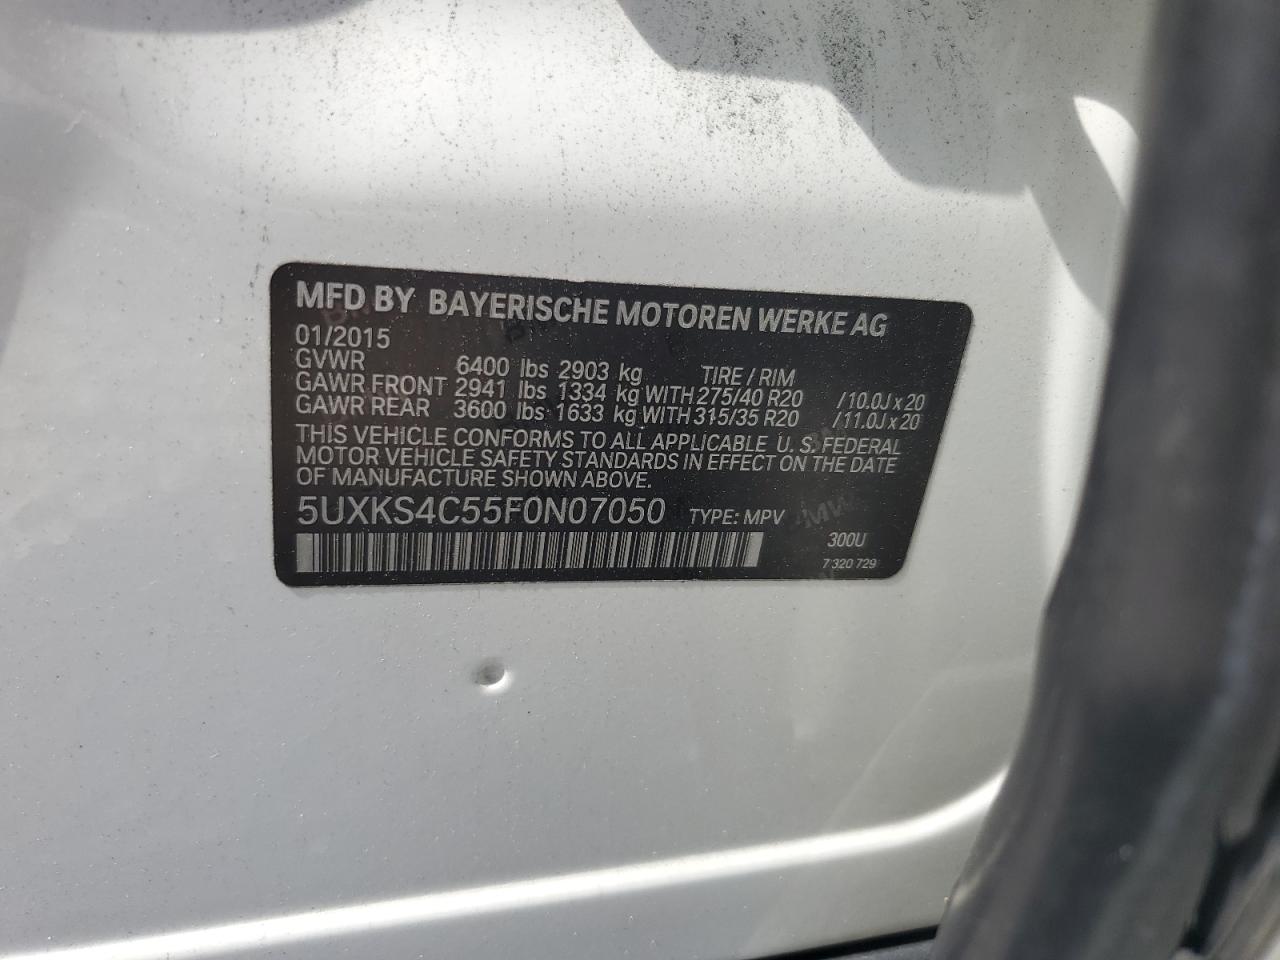 MFD BY BAYERISCHE MOTOREN WERKE AG
01/2015
GVWR 6400 lbs 2903 kg TIRE / RIM
GAWR FRONT 2941 lbs 1334 kg WITH 275/40 R20 /10.0J x 20
GAWR REAR 3600 lbs 1633 kg WITH 315/35 R20 /11.0J x 20
THIS VEHICLE CONFORMS TO ALL APPLICABLE U. S. FEDERAL
MOTOR VEHICLE SAFETY STANDARDS IN EFFECT ON THE DATE
OF MANUFACTURE SHOWN ABOVE.
5UXKS4C55F0N07050 TYPE: MPV
300U
7 320 729